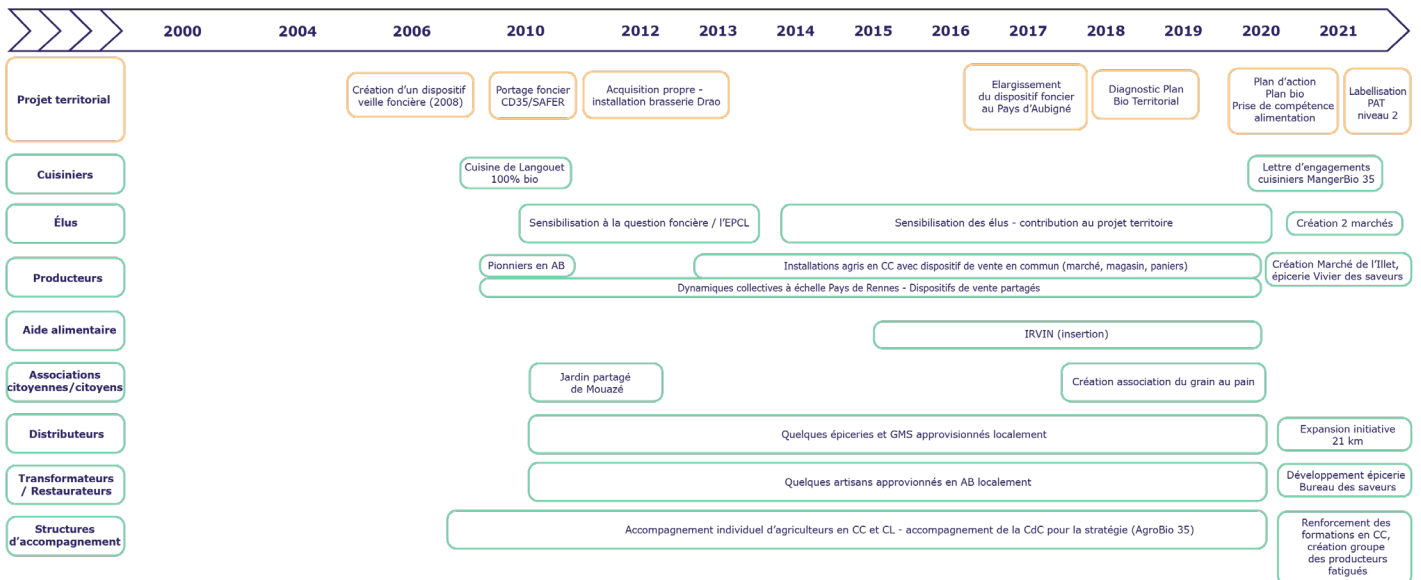 2000 2004 2006 2010 2012 2013 2014 2015 2016 2017 2018 2019 2020 2021
Projet territorial
Création d'un dispositif
veille foncière (2008)
Portage foncier
CD35/SAFER
Acquisition propre -
installation brasserie Drao
Elargissement
du dispositif foncier
au Pays d'Aubigné
Diagnostic Plan
Bio Territorial
Plan d'action
Plan bio
Prise de compétence
alimentation
Labellisation
PAT
niveau 2
Cuisiniers
Cuisine de Langouet
100% bio
Lettre d'engagements
cuisiniers MangerBio 35
Élus
Sensibilisation à la question foncière / l'EPCL
Sensibilisation des élus - contribution au projet territoire
Création 2 marchés
Producteurs
Pionniers en AB
Installations agris en CC avec dispositif de vente en commun (marché, magasin, paniers)
Dynamiques collectives à échelle Pays de Rennes - Dispositifs de vente partagés
Création Marché de l'Illet,
épicerie Vivier des saveurs
Aide alimentaire
IRVIN (insertion)
Associations
citoyennes/citoyens
Jardin partagé
de Mouazé
Création association du grain au pain
Distributeurs
Quelques épiceries et GMS approvisionnés localement
Expansion initiative
21 km
Transformateurs
/ Restaurateurs
Quelques artisans approvionnés en AB localement
Développement épicerie
Bureau des saveurs
Structures
d'accompagnement
Accompagnement individuel d'agriculteurs en CC et CL - accompagnement de la CdC pour la stratégie (AgroBio 35)
Renforcement des
formations en CC,
création groupe
des producteurs
fatigués